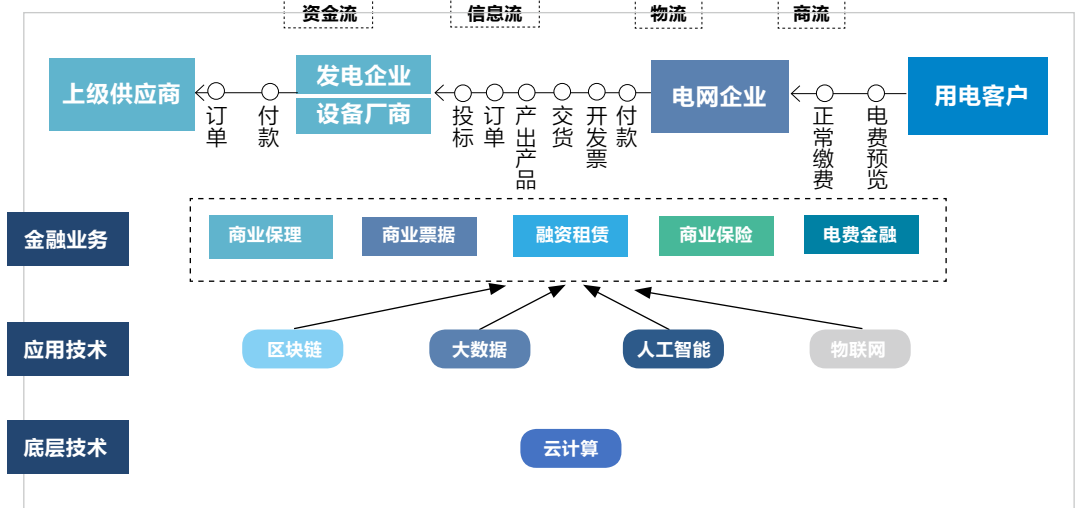 资金流
信息流
物流
商流
上级供应商
订单
付款
发电企业
设备厂商
投标
订单
产出产品
交货
开发票
付款
电网企业
正常缴费
电费预览
用电客户
金融业务
商业保理
商业票据
融资租赁
商业保险
电费金融
应用技术
区块链
大数据
人工智能
物联网
底层技术
云计算